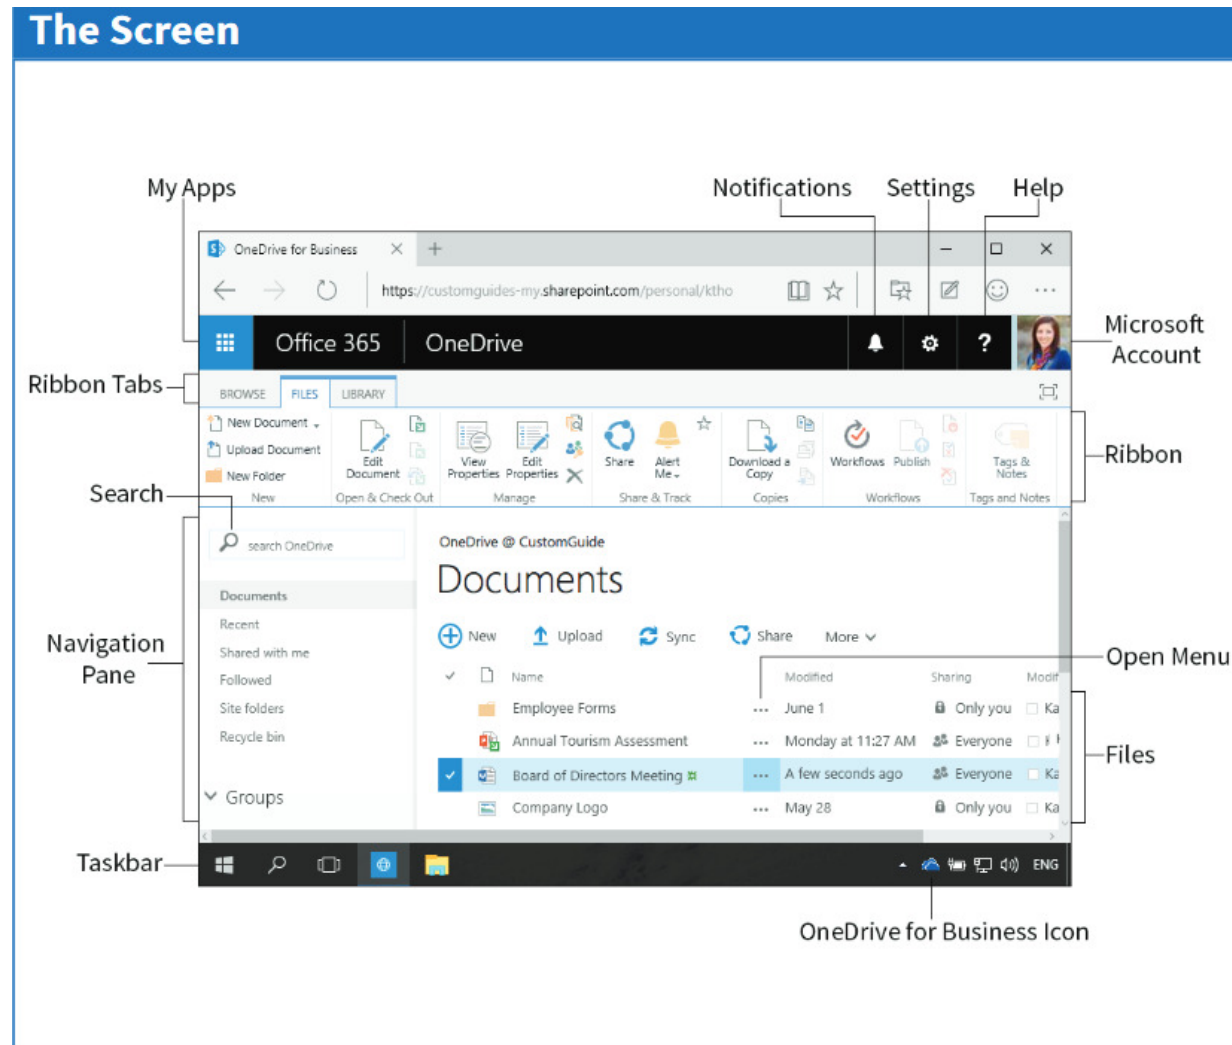 The Screen
My Apps
Notifications Settings Help
OneDrive for Business
https://customguides-my.sharepoint.com/personal/ktho
Office 365 OneDrive
Microsoft
Account
Ribbon Tabs
BROWSE FILES LIBRARY
New Document
Upload Document
New Folder
New
Edit
Document
Open & Check Out
View
Properties
Edit
Properties
Manage
Share
Alert
Me
Share & Track
Download a
Copy
Copies
Workflows
Publish
Workflows
Tags &
Notes
Tags and Notes
Ribbon
Search
search OneDrive
Navigation
Pane
Documents
Recent
Shared with me
Followed
Site folders
Recycle bin
Groups
OneDrive @ CustomGuide
Documents
New Upload Sync Share More
Open Menu
Name Modified Sharing Modif
Employee Forms ... June 1 Only you Ka
Annual Tourism Assessment ... Monday at 11:27 AM Everyone
Board of Directors Meeting ... A few seconds ago Everyone Ka
Company Logo ... May 28 Only you Ka
Files
Taskbar
ENG
OneDrive for Business Icon